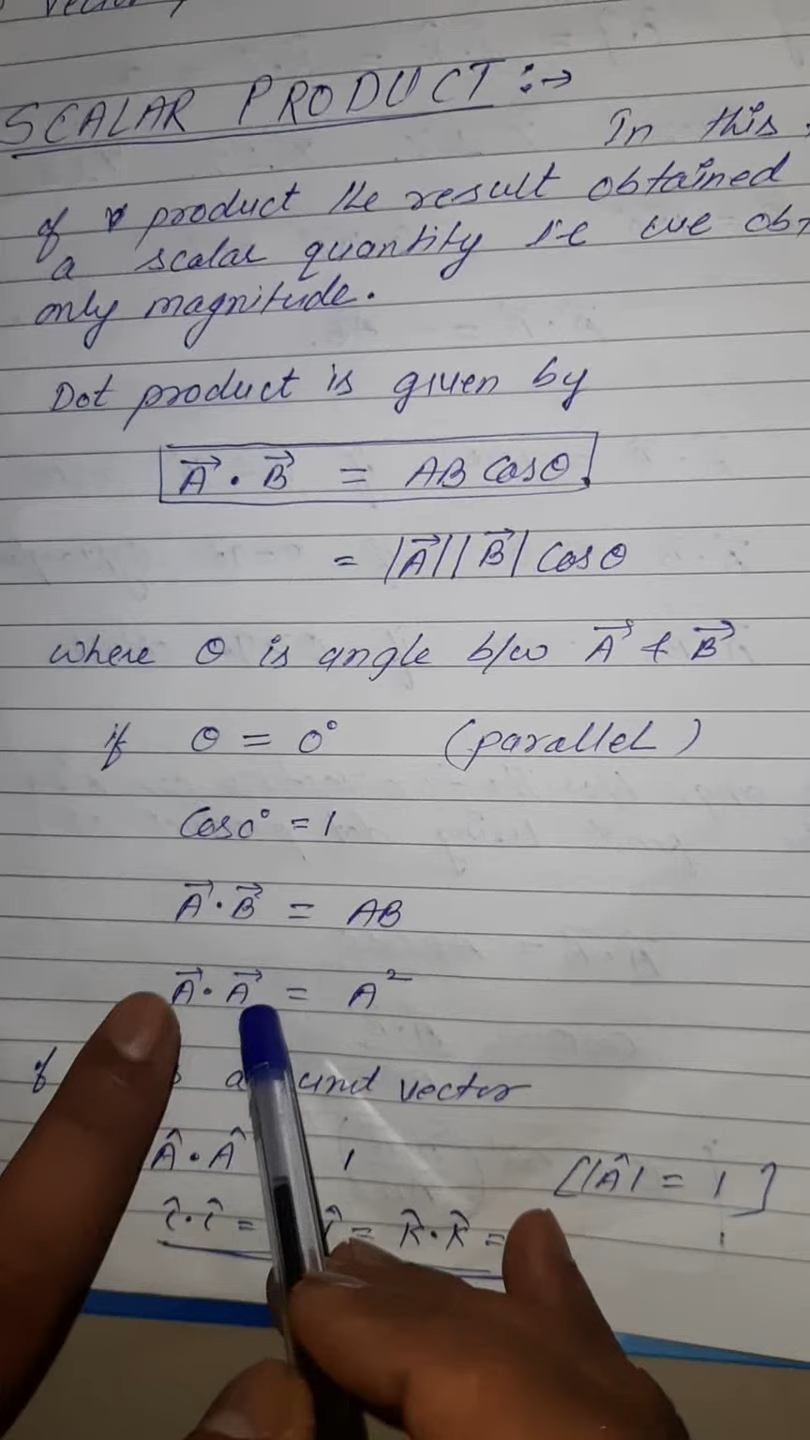 SCALAR PRODUCT :→
In this
of product the result obtained
a scalar quantity i.e we
only magnitude.
Dot product is given by
A⃗ · B⃗ = AB Cosθ.
= |A⃗| |B⃗| Cosθ
where θ is angle b/w A⃗ & B⃗
if θ = 0° (parallel)
Cos0° = 1
A⃗ · B⃗ = AB
A⃗ · A⃗ = A²
if a unit vector
Â · Â 1 [|Â| = 1]
î · î = = k̂ · k̂ =